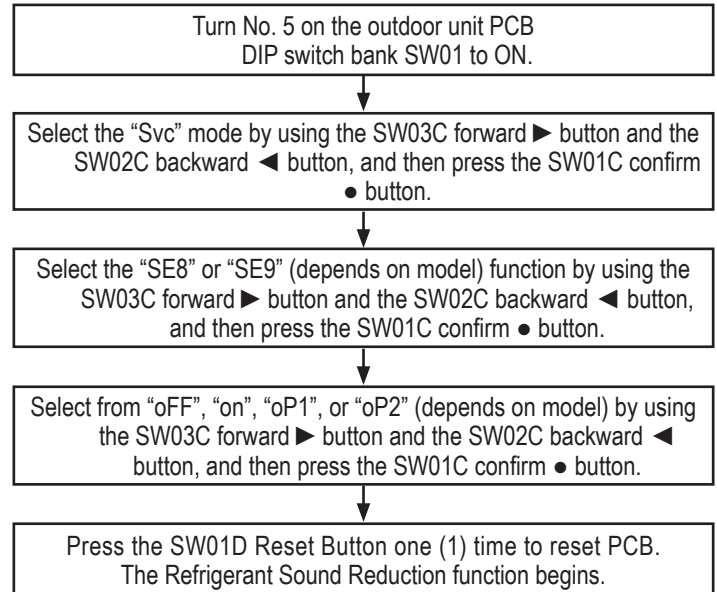 Turn No. 5 on the outdoor unit PCB
DIP switch bank SW01 to ON.
Select the “Svc” mode by using the SW03C forward ► button and the
SW02C backward ◄ button, and then press the SW01C confirm
● button.
Select the “SE8” or “SE9” (depends on model) function by using the
SW03C forward ► button and the SW02C backward ◄ button,
and then press the SW01C confirm ● button.
Select from “oFF”, “on”, “oP1”, or “oP2” (depends on model) by using
the SW03C forward ► button and the SW02C backward ◄
button, and then press the SW01C confirm ● button.
Press the SW01D Reset Button one (1) time to reset PCB.
The Refrigerant Sound Reduction function begins.